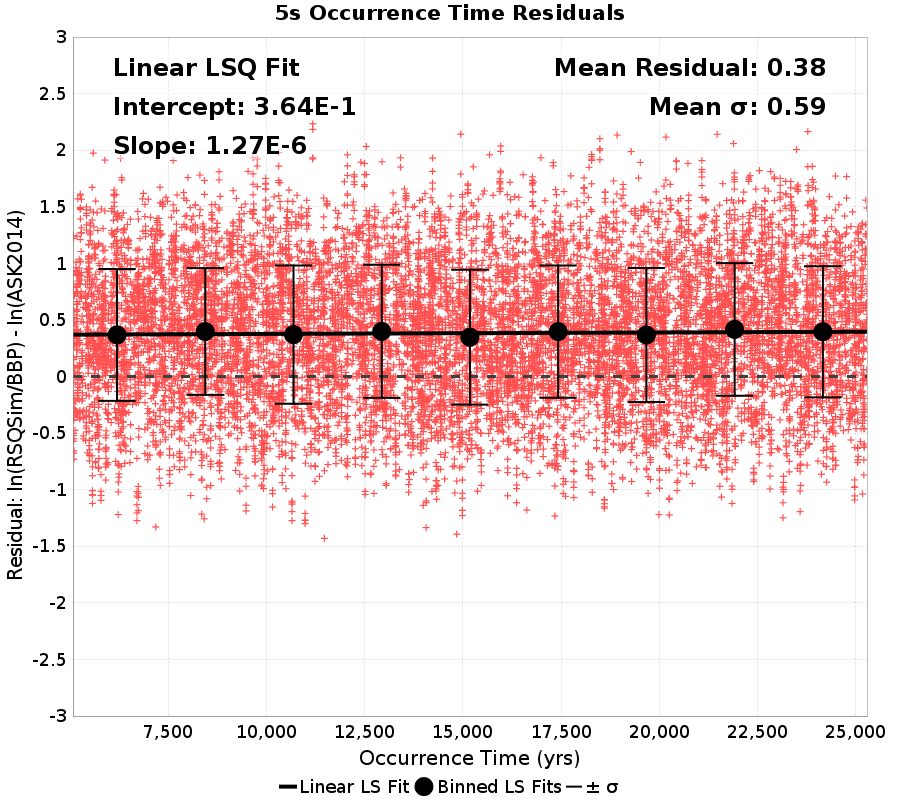 5s Occurrence Time Residuals
Linear LSQ Fit
Intercept: 3.64E-1
Slope: 1.27E-6
Mean Residual: 0.38
Mean σ: 0.59
Residual: ln(RSQSim/BBP) - ln(ASK2014)
3
2.5
2
1.5
1
0.5
0
-0.5
-1
-1.5
-2
-2.5
-3
7,500 10,000 12,500 15,000 17,500 20,000 22,500 25,000
Occurrence Time (yrs)
Linear LS Fit Binned LS Fits ± σ